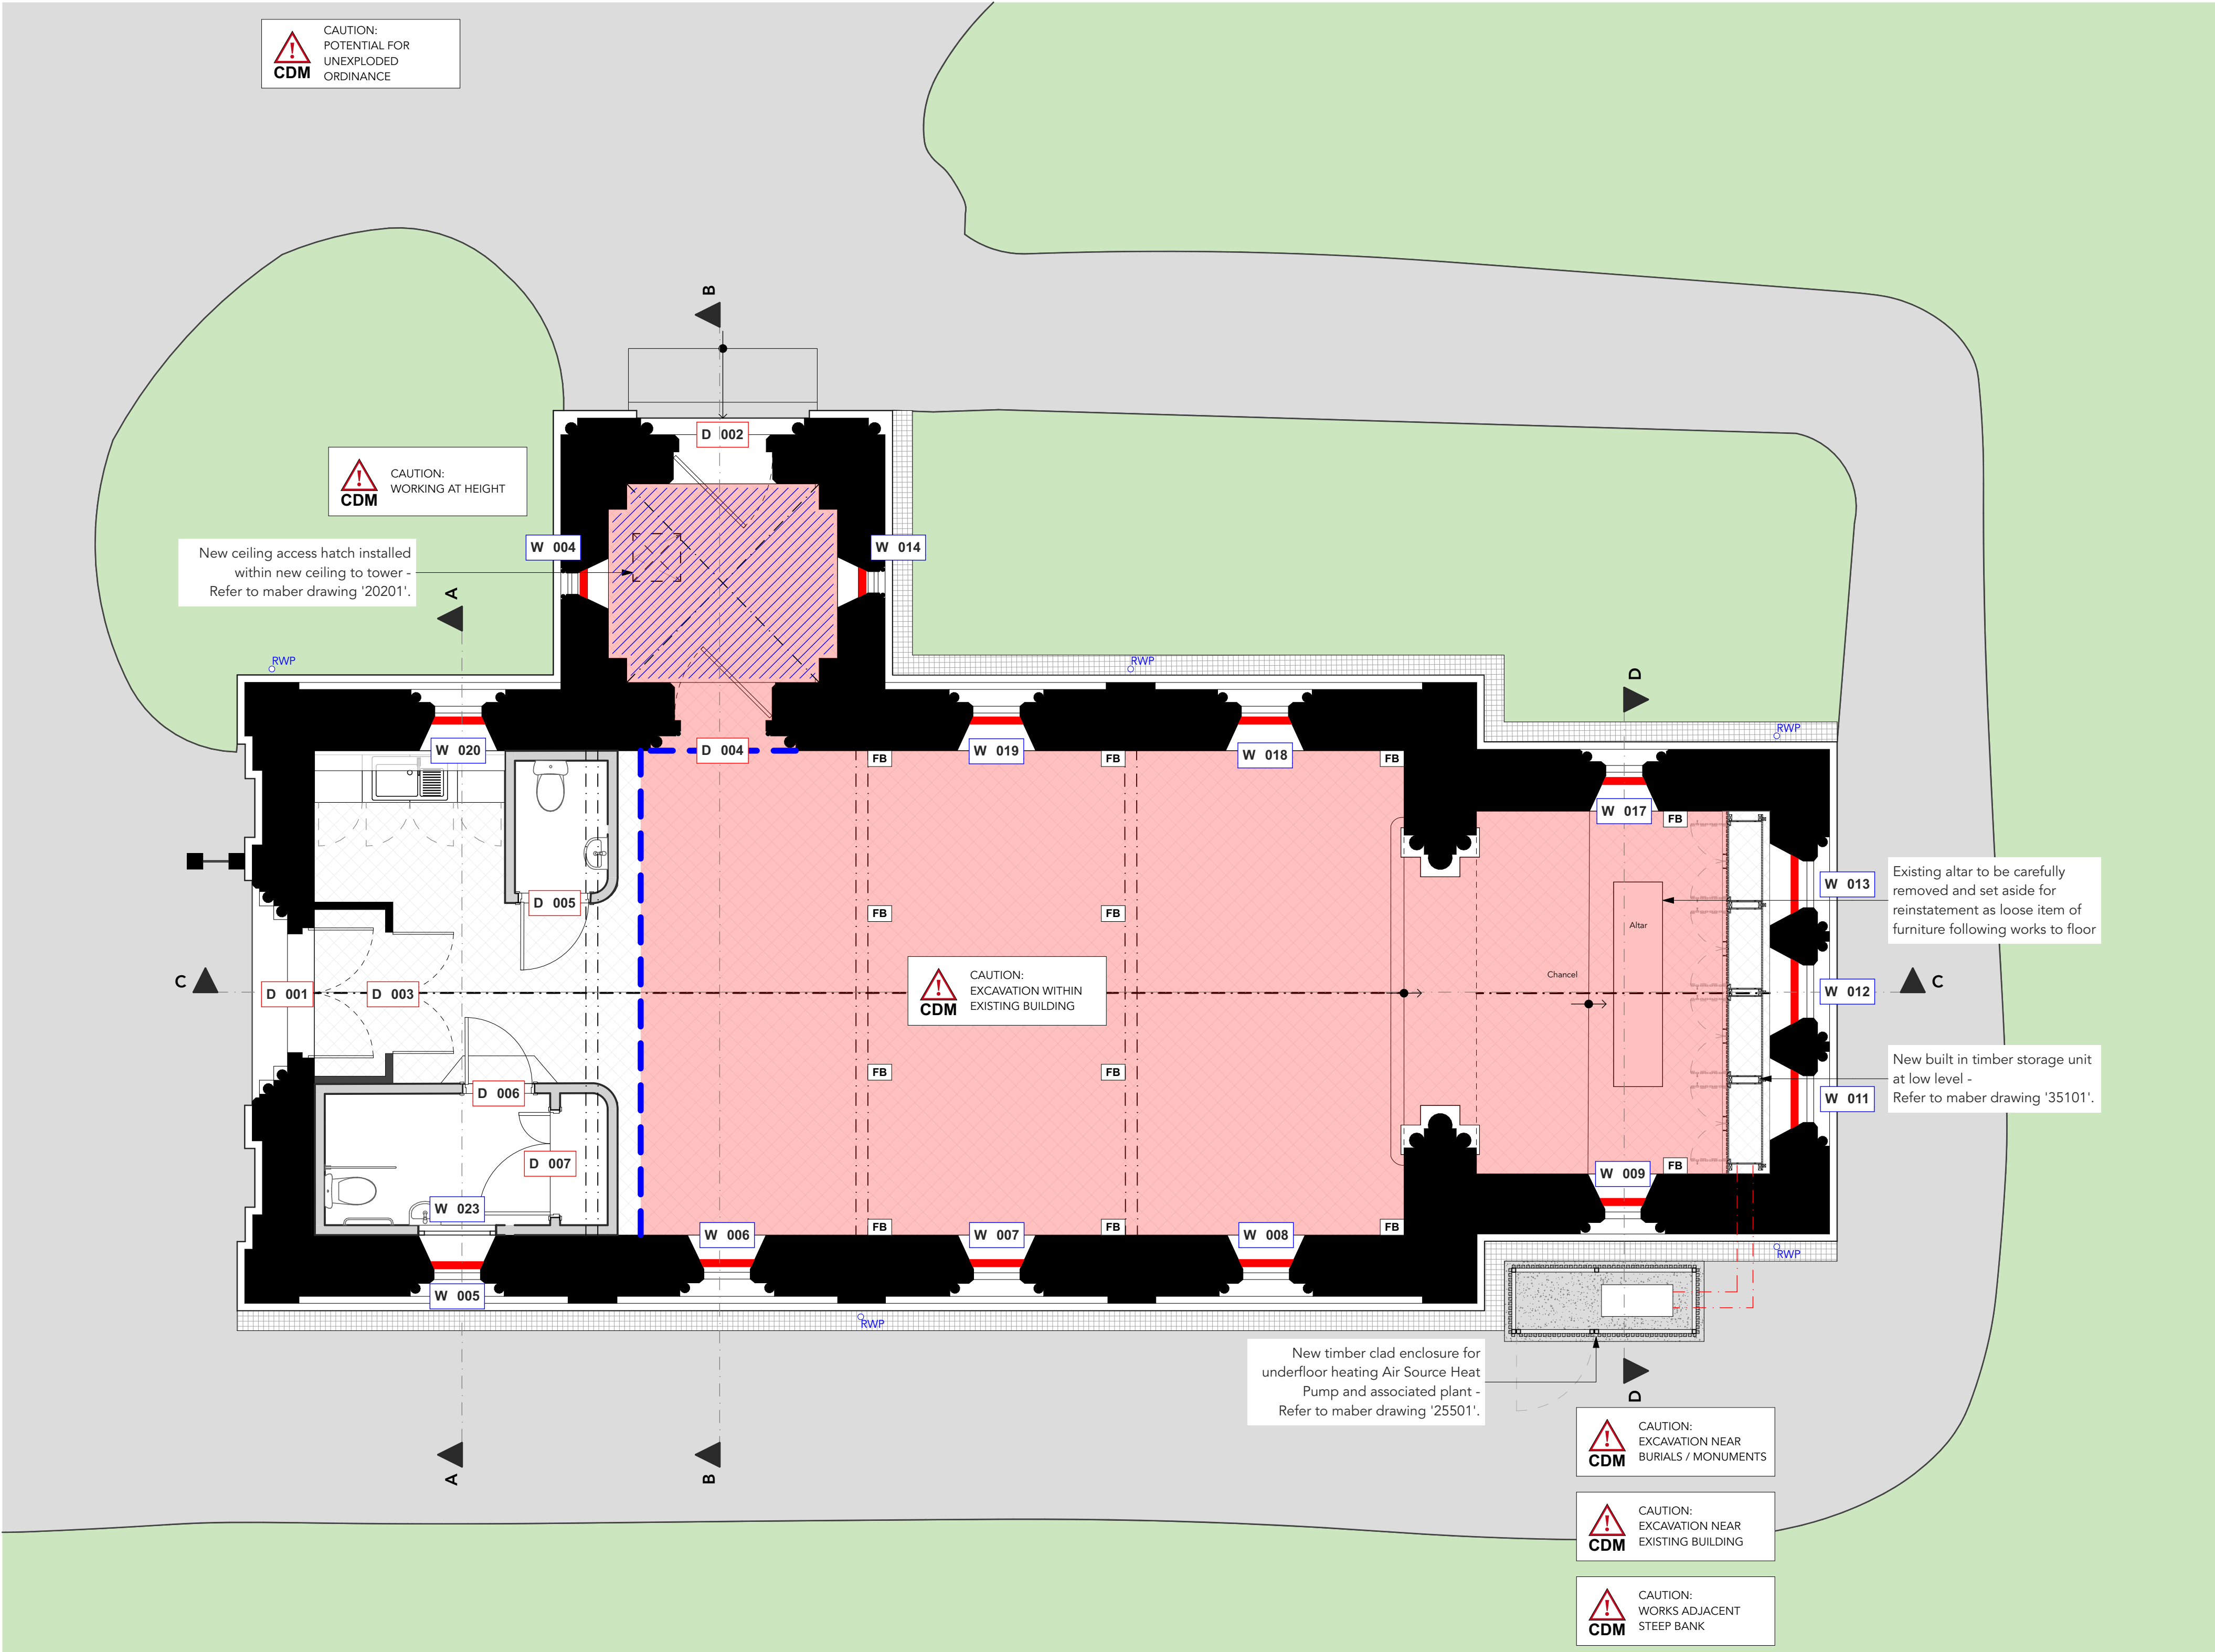 CAUTION:
POTENTIAL FOR
UNEXPLODED
ORDINANCE
CDM
B
D 002
CAUTION:
WORKING AT HEIGHT
CDM
W 004
W 014
New ceiling access hatch installed
within new ceiling to tower -
Refer to maber drawing '20201'.
A
RWP
RWP
D
RWP
W 020
D 004
W 019
W 018
FB
FB
FB
W 017
FB
D 005
FB
FB
W 013
Existing altar to be carefully
removed and set aside for
reinstatement as loose item of
furniture following works to floor
Altar
Chancel
C
D 001
D 003
CAUTION:
EXCAVATION WITHIN
EXISTING BUILDING
CDM
W 012
C
D 006
FB
FB
W 011
New built in timber storage unit
at low level -
Refer to maber drawing '35101'.
D 007
FB
W 009
W 023
W 006
FB
W 007
FB
W 008
FB
RWP
W 005
RWP
New timber clad enclosure for
underfloor heating Air Source Heat
Pump and associated plant -
Refer to maber drawing '25501'.
D
A
B
CAUTION:
EXCAVATION NEAR
BURIALS / MONUMENTS
CDM
CAUTION:
EXCAVATION NEAR
EXISTING BUILDING
CDM
CAUTION:
WORKS ADJACENT
STEEP BANK
CDM